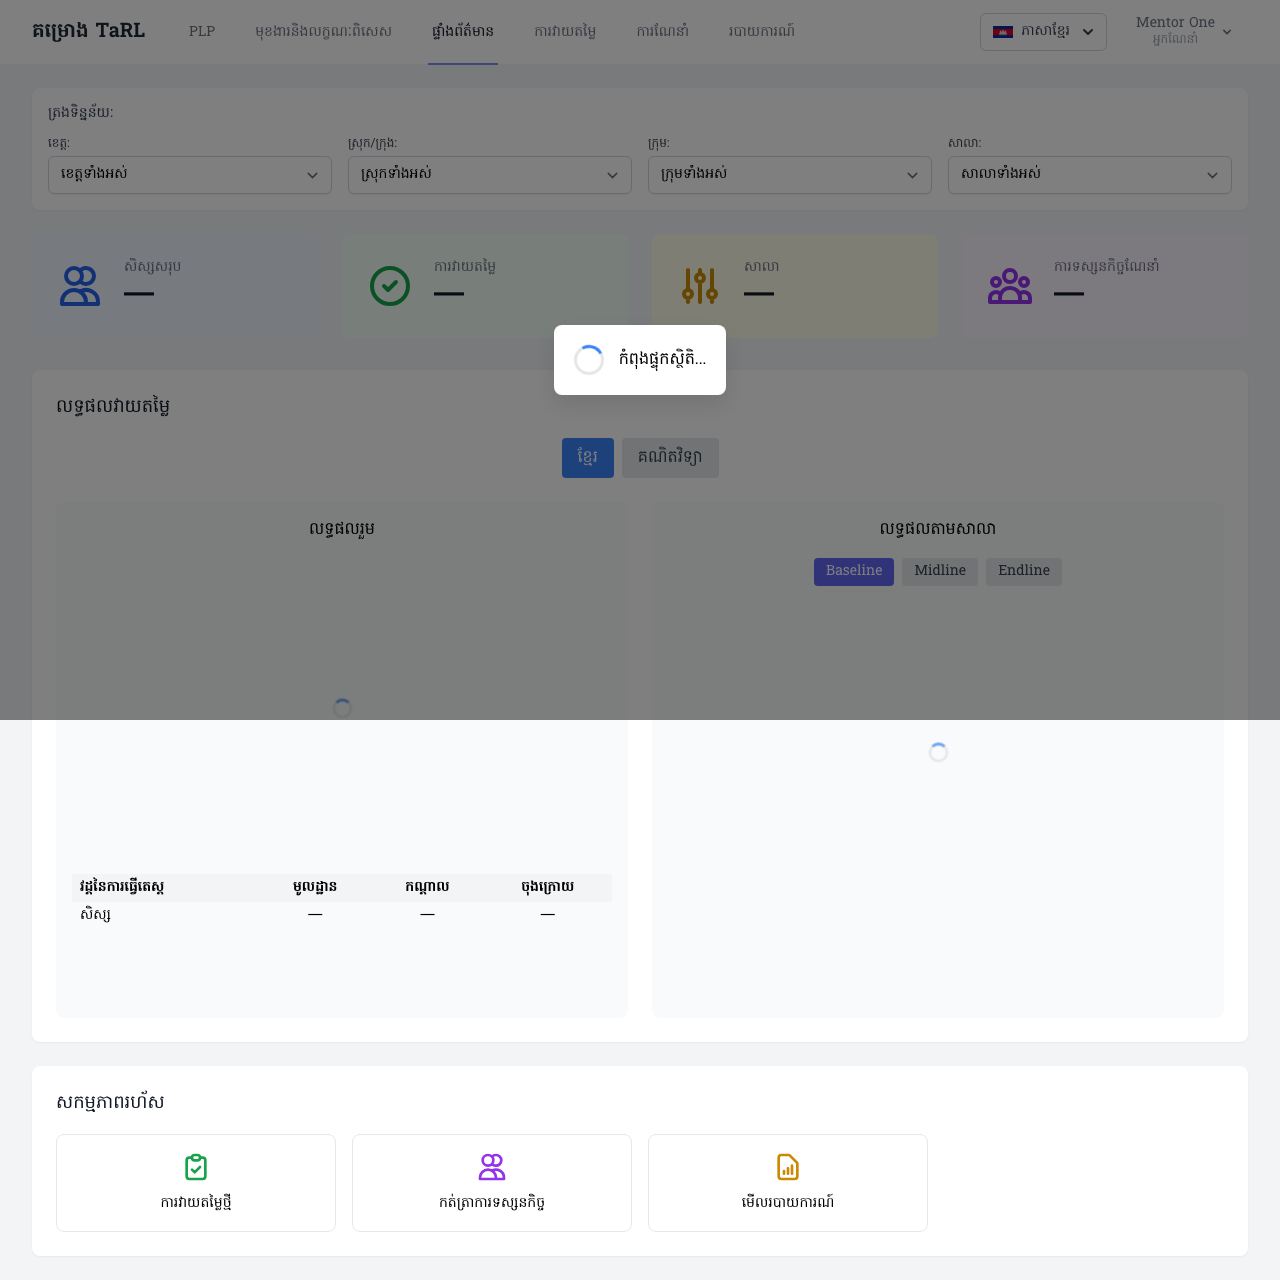 គម្រោង TaRL
PLP
មុខងារនិងលក្ខណៈពិសេស
ផ្ទាំងព័ត៌មាន
ការវាយតម្លៃ
ការណែនាំ
របាយការណ៍
ភាសាខ្មែរ
Mentor One
អ្នកណែនាំ
ត្រងទិន្នន័យ:
ខេត្ត:
ស្រុក/ក្រុង:
ក្រុម:
សាលា:
ខេត្តទាំងអស់
ស្រុកទាំងអស់
ក្រុមទាំងអស់
សាលាទាំងអស់
សិស្សសរុប
—
ការវាយតម្លៃ
—
សាលា
—
ការទស្សនកិច្ចណែនាំ
—
កំពុងផ្ទុកស្ថិតិ...
លទ្ធផលវាយតម្លៃ
ខ្មែរ
គណិតវិទ្យា
លទ្ធផលរួម
លទ្ធផលតាមសាលា
Baseline
Midline
Endline
វដ្តនៃការធ្វើតេស្ត មូលដ្ឋាន កណ្តាល ចុងក្រោយ
សិស្ស — — —
សកម្មភាពរហ័ស
ការវាយតម្លៃថ្មី
កត់ត្រាការទស្សនកិច្ច
មើលរបាយការណ៍